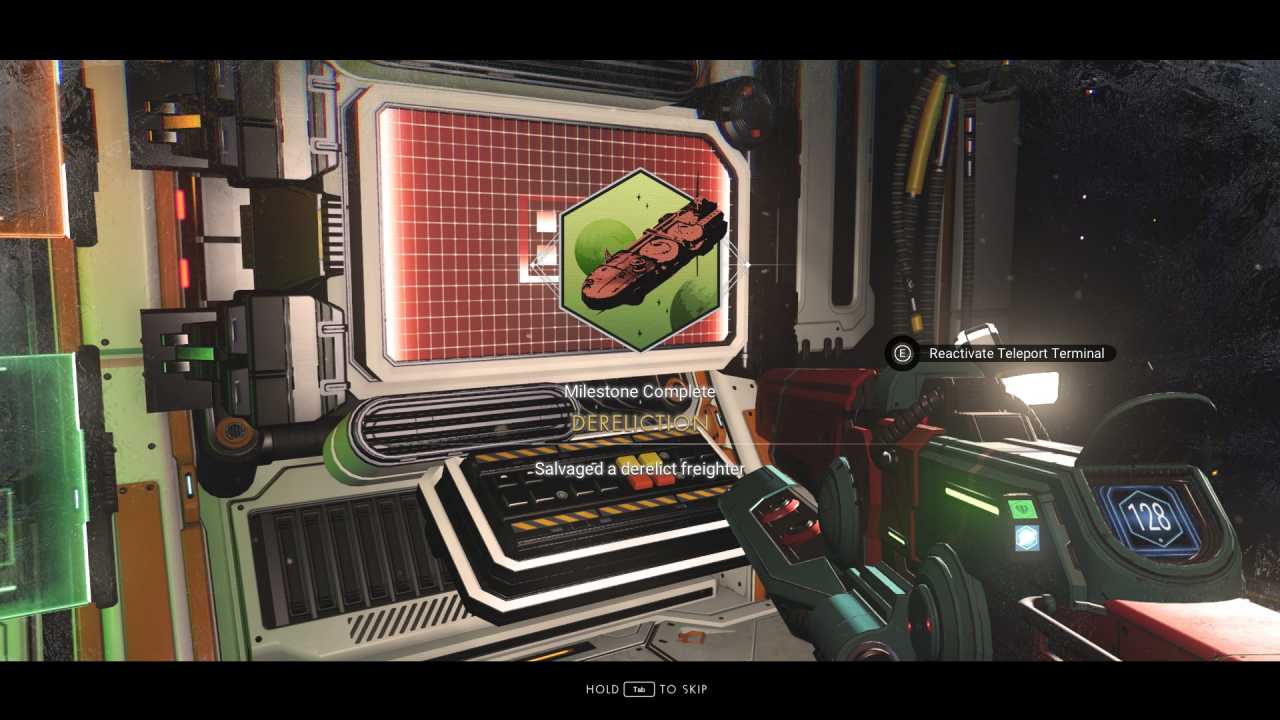 E Reactivate Teleport Terminal
Milestone Complete
DERELICTION
Salvaged a derelict freighter
128
HOLD Tab TO SKIP